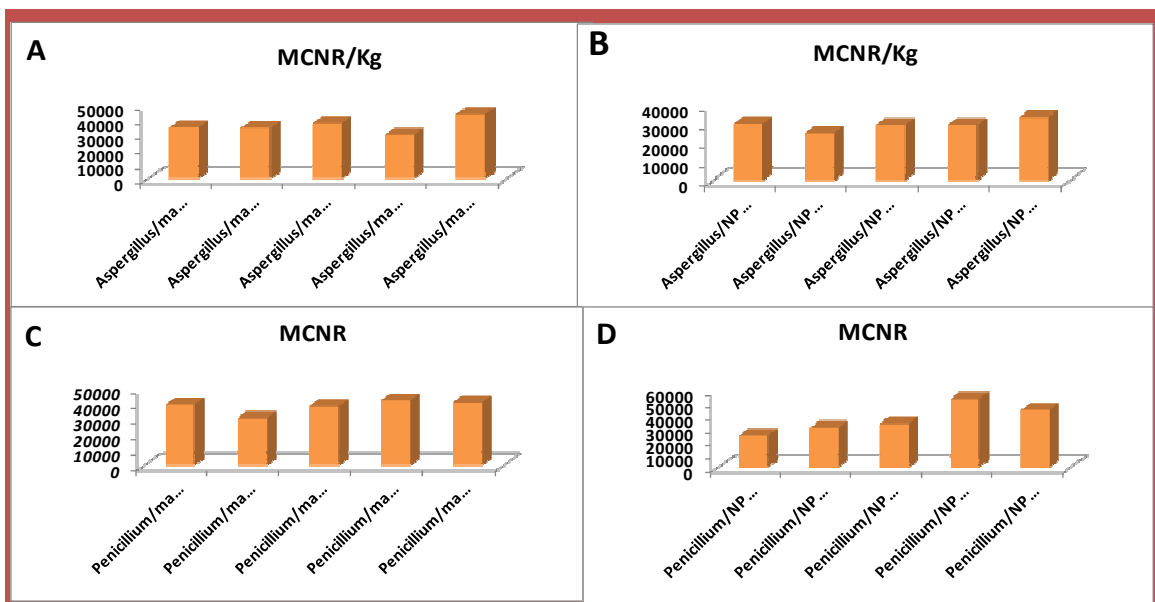 A
MCNR/Kg
50000
40000
30000
20000
10000
0
Aspergillus/ma...
Aspergillus/ma...
Aspergillus/ma...
Aspergillus/ma...
Aspergillus/ma...
B
MCNR/Kg
40000
30000
20000
10000
0
Aspergillus/NP...
Aspergillus/NP...
Aspergillus/NP...
Aspergillus/NP...
Aspergillus/NP...
C
MCNR
50000
40000
30000
20000
10000
0
Penicillium/ma...
Penicillium/ma...
Penicillium/ma...
Penicillium/ma...
Penicillium/ma...
D
MCNR
60000
50000
40000
30000
20000
10000
0
Penicillium/NP...
Penicillium/NP...
Penicillium/NP...
Penicillium/NP...
Penicillium/NP...